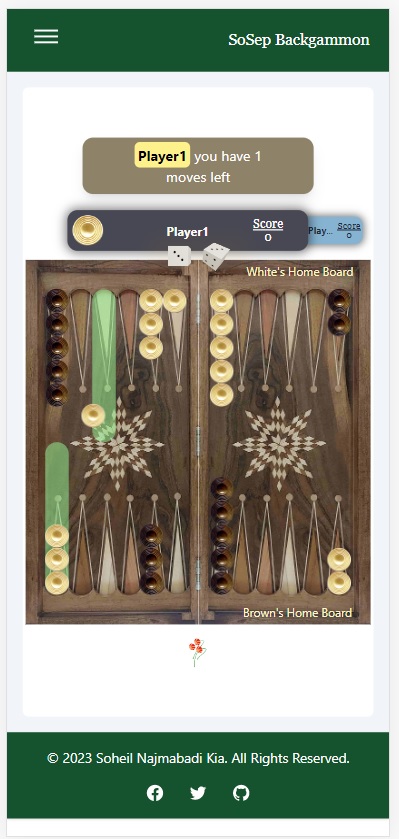 SoSep Backgammon
Player1 you have 1
moves left
Player1
Score
0
Play...
Score
0
White's Home Board
Brown's Home Board
© 2023 Soheil Najmabadi Kia. All Rights Reserved.